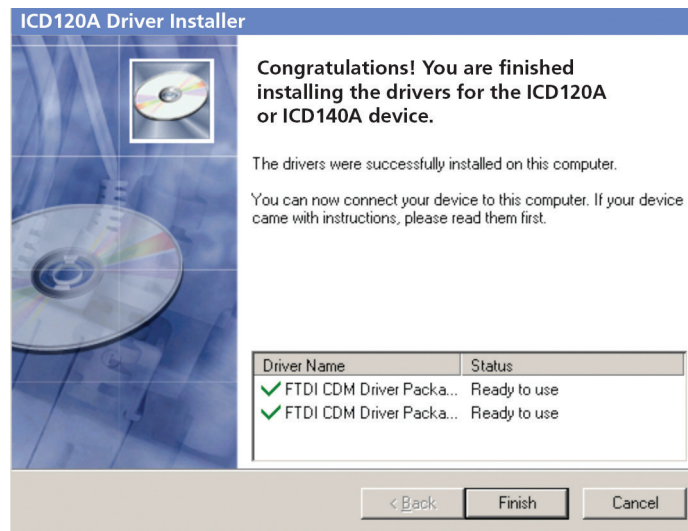 ICD120A Driver Installer
Congratulations! You are finished
installing the drivers for the ICD120A
or ICD140A device.
The drivers were successfully installed on this computer.
You can now connect your device to this computer. If your device
came with instructions, please read them first.
Driver Name Status
FTDI CDM Driver Packa... Ready to use
FTDI CDM Driver Packa... Ready to use
< Back Finish Cancel